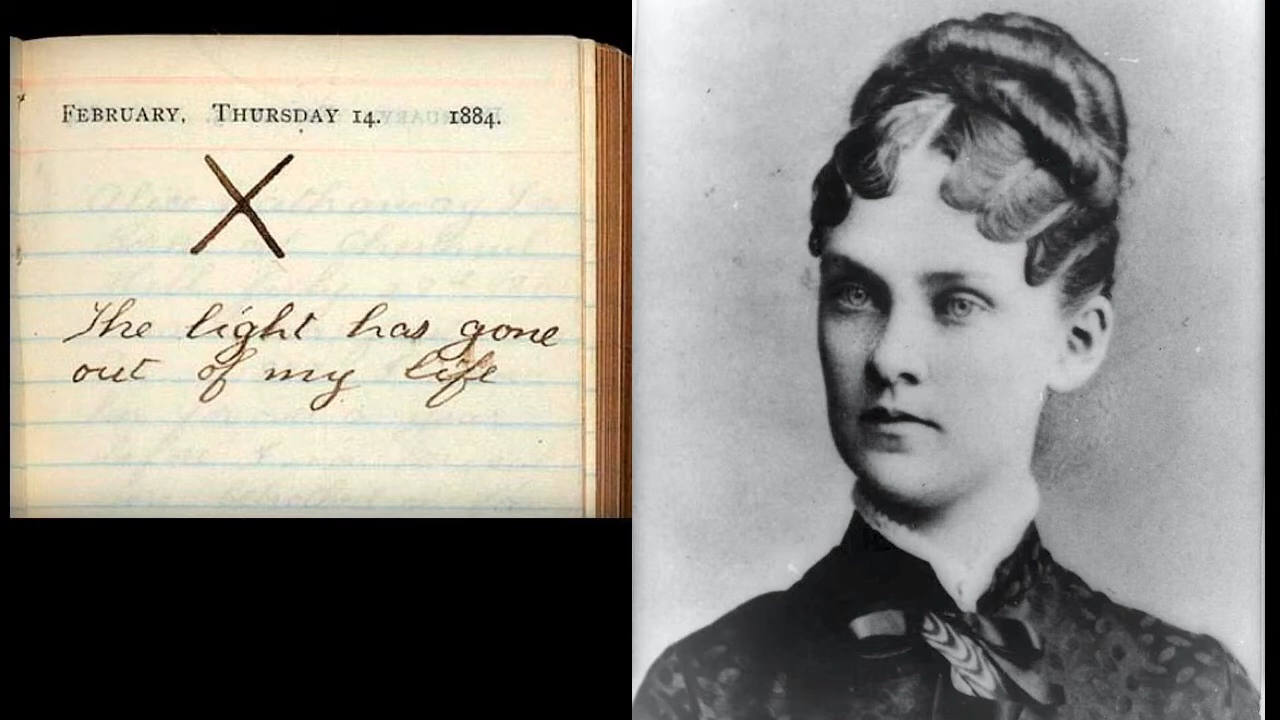 FEBRUARY, THURSDAY 14. 1884.
X
The light has gone
out of my life